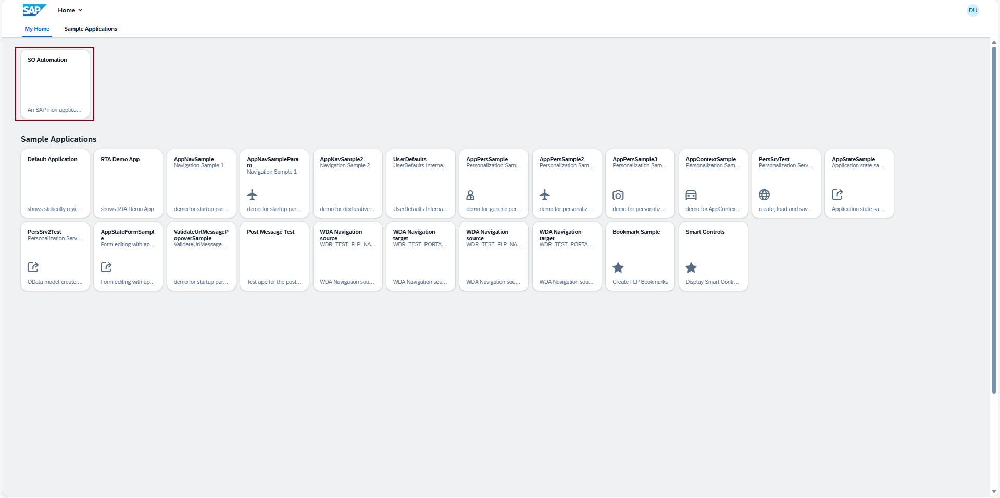 SAP
Home
DU
My Home
Sample Applications
SO Automation
An SAP Fiori applica...
Sample Applications
Default Application
shows statically regi...
RTA Demo App
shows RTA Demo App
AppNavSample
Navigation Sample 1
demo for startup par...
AppNavSamplePara
m
Navigation Sample 1
demo for startup par...
AppNavSample2
Navigation Sample 2
demo for declarative...
UserDefaults
UserDefaults Interna...
UserDefaults Interna...
AppPersSample
Personalization Sam...
demo for generic per...
AppPersSample2
Personalization Sam...
demo for personaliz...
AppPersSample3
Personalization Sam...
demo for personaliz...
AppContextSample
Personalization Sam...
demo for AppContex...
PersSrvTest
Personalization Serv...
create, load and sav...
AppStateSample
Application state sa...
Application state sa...
PersSrv2Test
Personalization Serv...
OData model create,...
AppStateFormSampl
e
Form editing with ap...
Form editing with ap...
ValidateUrlMessageP
opoverSample
ValidateUrlMessage...
demo for startup par...
Post Message Test
Test app for the post...
WDA Navigation
source
WDR_TEST_FLP_NA...
WDA Navigation sou...
WDA Navigation
target
WDR_TEST_PORTA...
WDA Navigation sou...
WDA Navigation
source
WDR_TEST_FLP_NA...
WDA Navigation sou...
WDA Navigation
target
WDR_TEST_PORTA...
WDA Navigation sou...
Bookmark Sample
Create FLP Bookmarks
Smart Controls
Display Smart Contr...